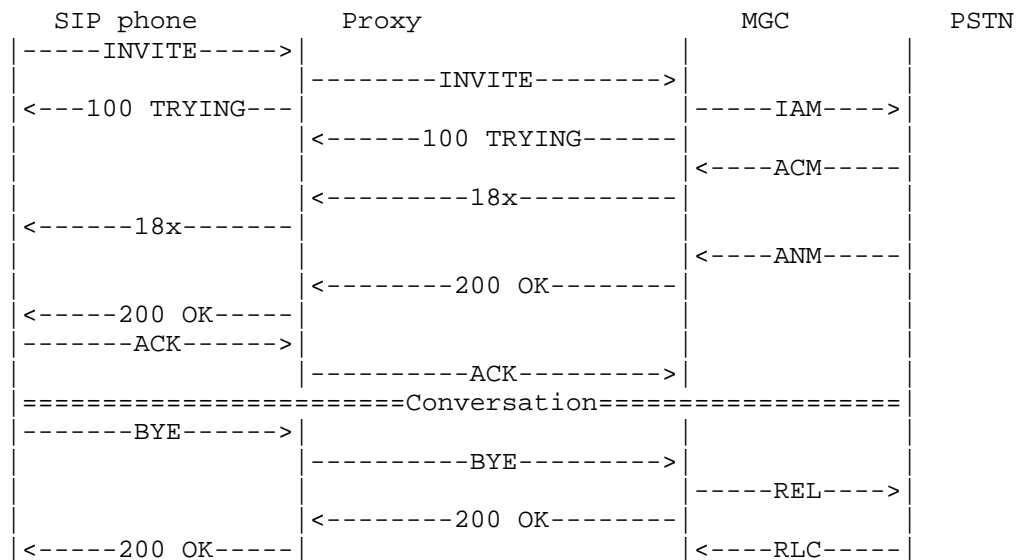 SIP phone Proxy MGC PSTN
|-----INVITE----->| | |
| |--------INVITE-------->| |
|<---100 TRYING---| |-----IAM---->|
| |<------100 TRYING------| |
| | |<----ACM-----|
| |<---------18x----------| |
|<------18x-------| | |
| | |<----ANM-----|
| |<--------200 OK--------| |
|<-----200 OK-----| | |
|-------ACK------>| | |
| |----------ACK--------->| |
|========================Conversation===================|
|-------BYE------>| | |
| |----------BYE--------->| |
| | |-----REL---->|
| |<--------200 OK--------| |
|<-----200 OK-----| |<----RLC-----|